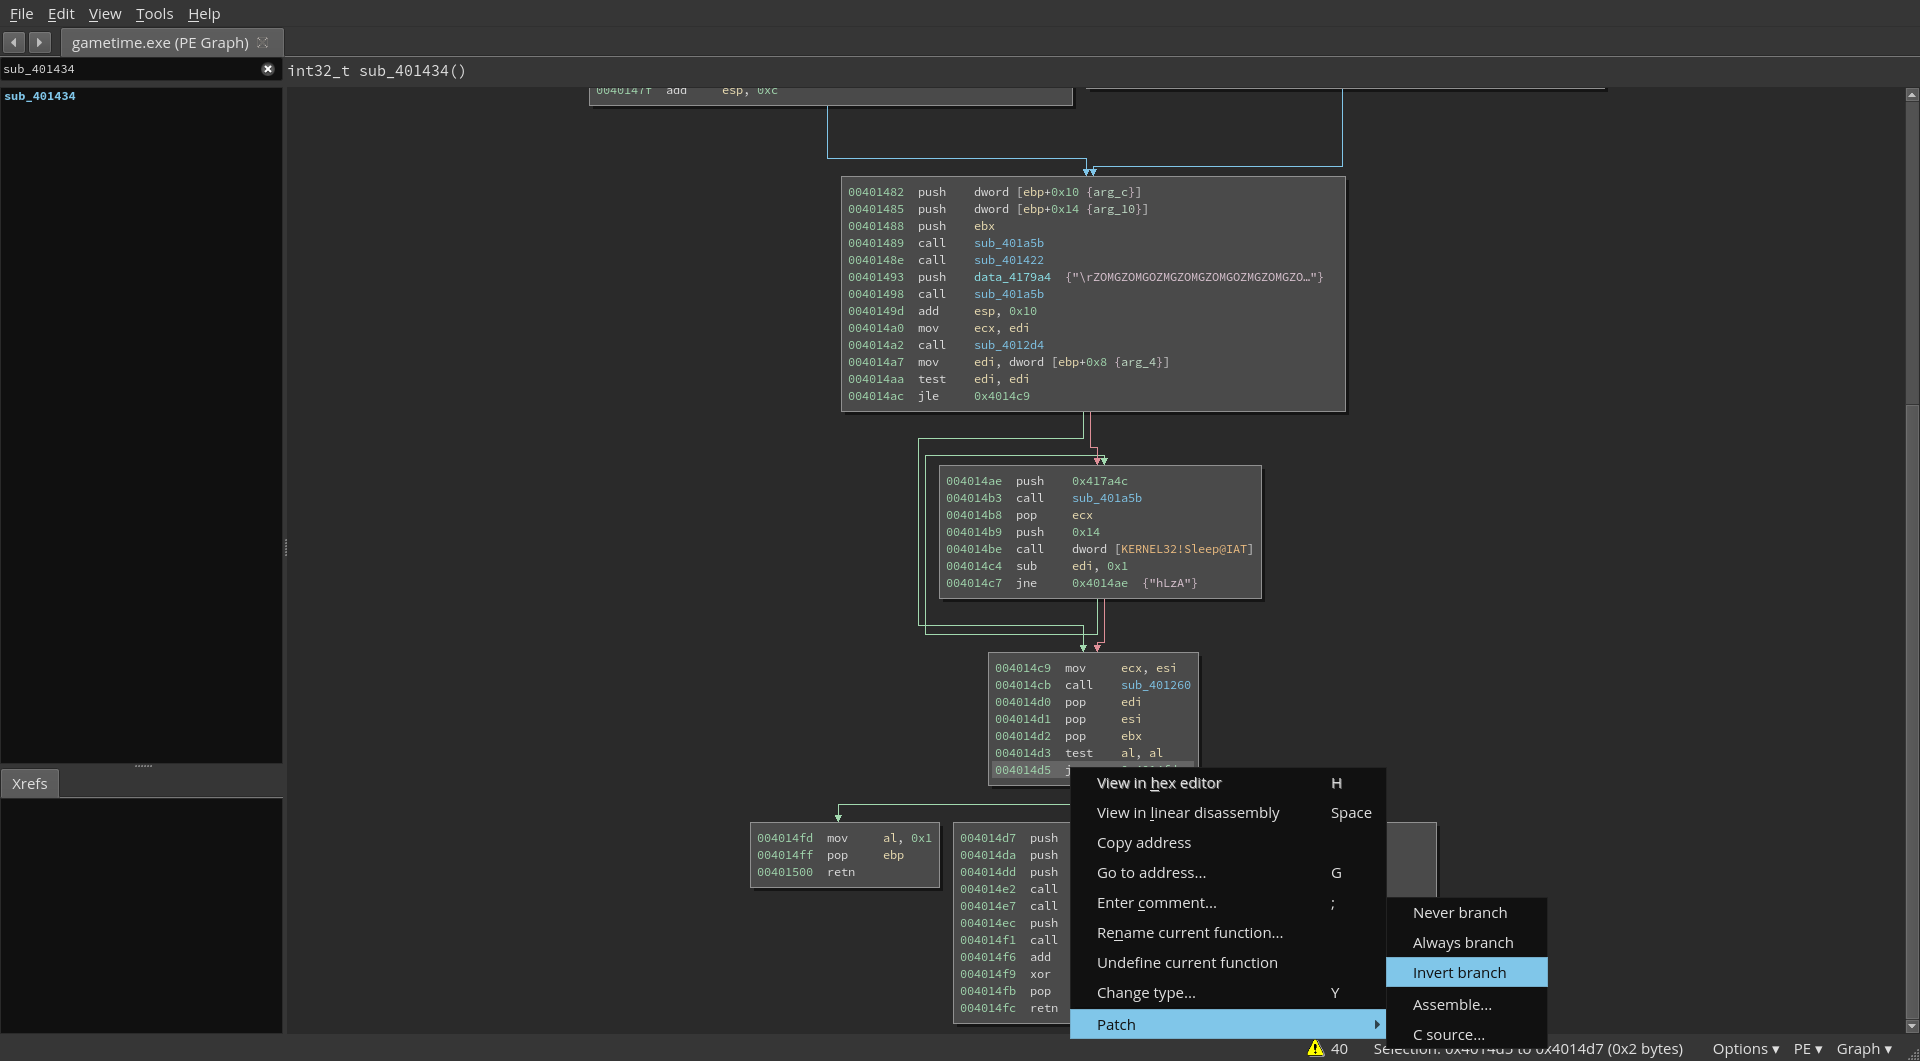 File Edit View Tools Help
gametime.exe (PE Graph)
sub_401434
int32_t sub_401434()
sub_401434
0040147f add esp, 0xc
00401482 push dword [ebp+0x10 {arg_c}]
00401485 push dword [ebp+0x14 {arg_10}]
00401488 push ebx
00401489 call sub_401a5b
0040148e call sub_401422
00401493 push data_4179a4 {"\rZOMGZOMGOZMGZOMGZOMGOZMGZOMGZO…"}
00401498 call sub_401a5b
0040149d add esp, 0x10
004014a0 mov ecx, edi
004014a2 call sub_4012d4
004014a7 mov edi, dword [ebp+0x8 {arg_4}]
004014aa test edi, edi
004014ac jle 0x4014c9
004014ae push 0x417a4c
004014b3 call sub_401a5b
004014b8 pop ecx
004014b9 push 0x14
004014be call dword [KERNEL32!Sleep@IAT]
004014c4 sub edi, 0x1
004014c7 jne 0x4014ae {"hLzA"}
004014c9 mov ecx, esi
004014cb call sub_401260
004014d0 pop edi
004014d1 pop esi
004014d2 pop ebx
004014d3 test al, al
004014d5
Xrefs
004014fd mov al, 0x1
004014ff pop ebp
00401500 retn
004014d7 push
004014da push
004014dd push
004014e2 call
004014e7 call
004014ec push
004014f1 call
004014f6 add
004014f9 xor
004014fb pop
004014fc retn
View in hex editor H
View in linear disassembly Space
Copy address
Go to address... G
Enter comment... ;
Rename current function...
Undefine current function
Change type... Y
Patch
Never branch
Always branch
Invert branch
Assemble...
C source...
40 Selection: 0x4014d5 to 0x4014d7 (0x2 bytes) Options PE Graph